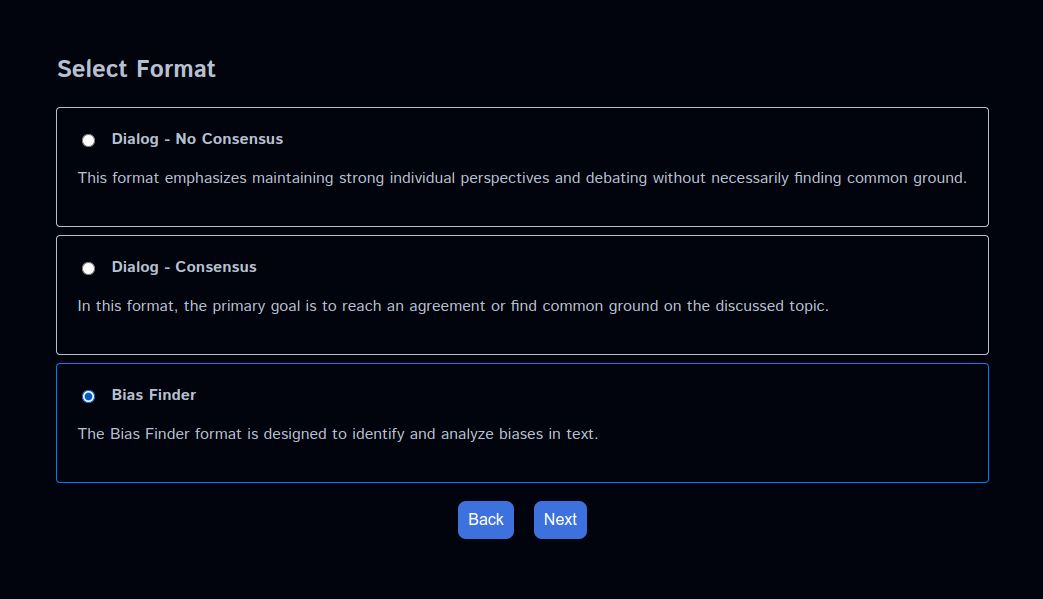 Select Format
Dialog - No Consensus
This format emphasizes maintaining strong individual perspectives and debating without necessarily finding common ground.
Dialog - Consensus
In this format, the primary goal is to reach an agreement or find common ground on the discussed topic.
Bias Finder
The Bias Finder format is designed to identify and analyze biases in text.
Back
Next